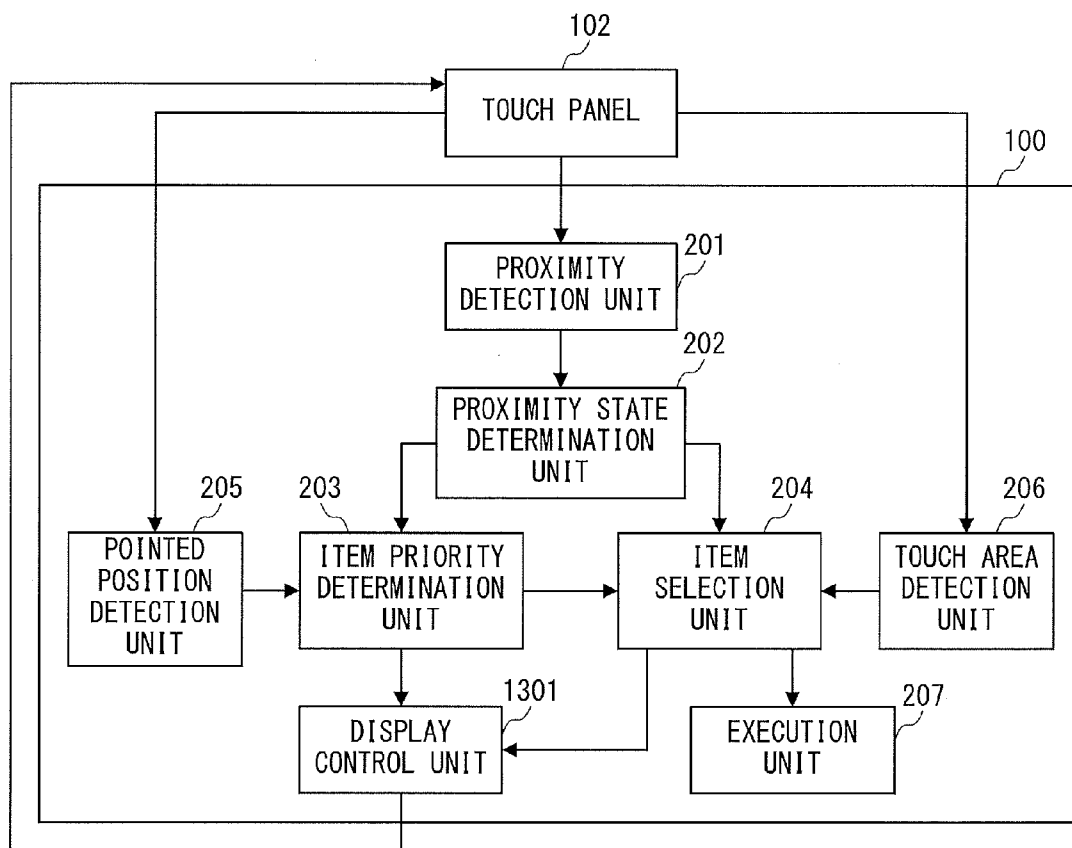 102
TOUCH PANEL
100
201
PROXIMITY
DETECTION UNIT
202
PROXIMITY STATE
DETERMINATION
UNIT
205
POINTED
POSITION
DETECTION
UNIT
203
ITEM PRIORITY
DETERMINATION
UNIT
204
ITEM
SELECTION
UNIT
206
TOUCH AREA
DETECTION
UNIT
1301
DISPLAY
CONTROL UNIT
207
EXECUTION
UNIT